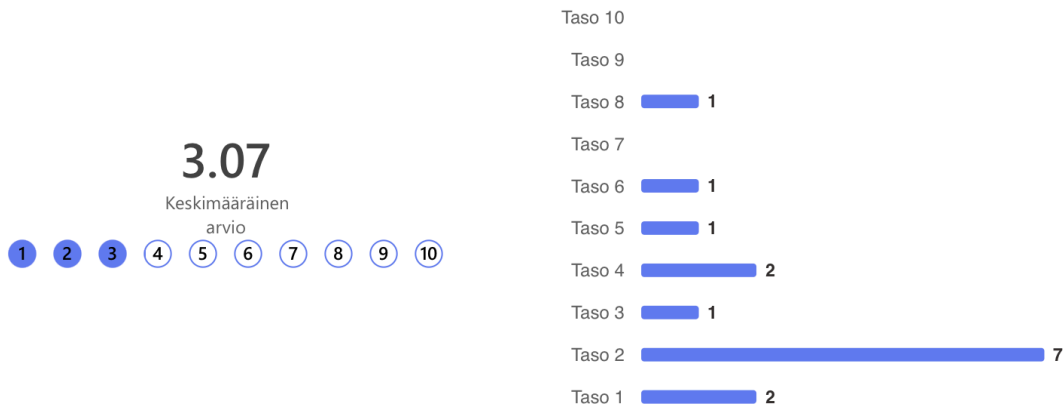 3.07
Keskimääräinen
arvio
1 2 3 4 5 6 7 8 9 10
Taso 10
Taso 9
Taso 8 1
Taso 7
Taso 6 1
Taso 5 1
Taso 4 2
Taso 3 1
Taso 2 7
Taso 1 2